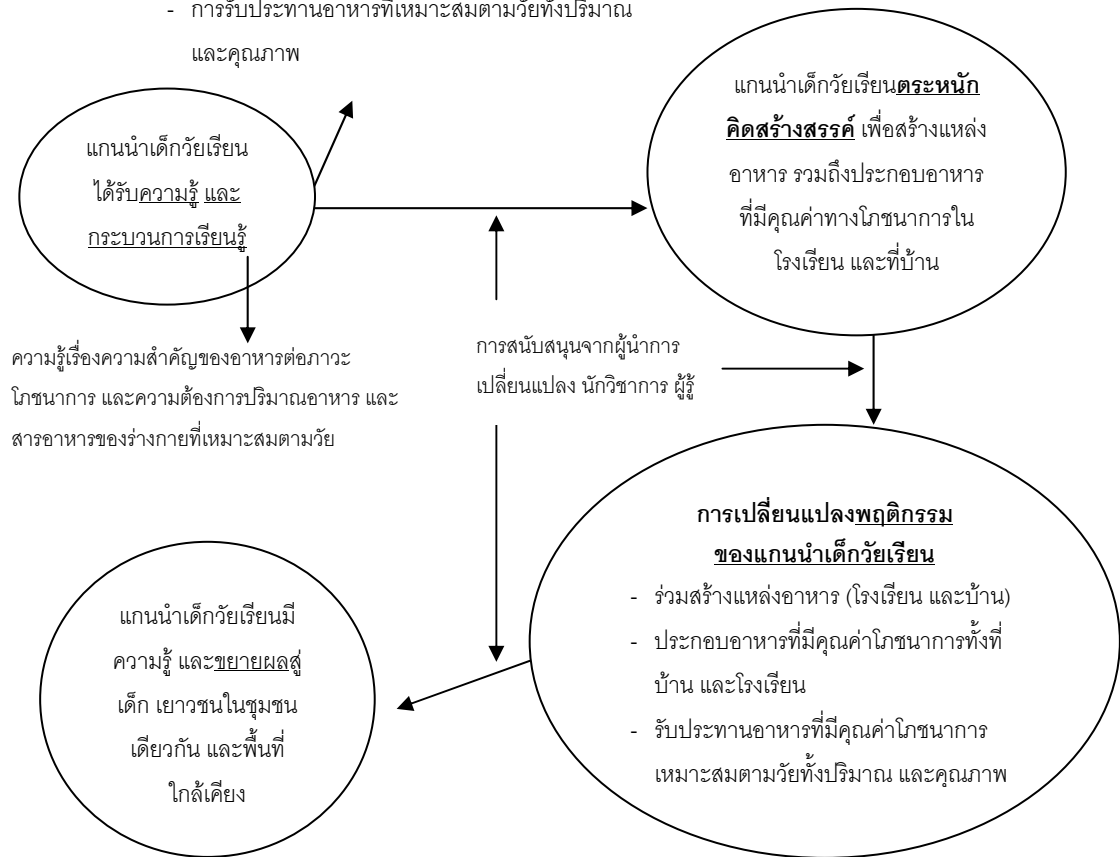 - การรับประทานอาหารที่เหมาะสมตามวัยทั้งปริมาณ
และคุณภาพ
แกนนำเด็กวัยเรียน
ได้รับความรู้ และ
กระบวนการเรียนรู้
แกนนำเด็กวัยเรียนตระหนัก
คิดสร้างสรรค์ เพื่อสร้างแหล่ง
อาหาร รวมถึงประกอบอาหาร
ที่มีคุณค่าทางโภชนาการใน
โรงเรียน และที่บ้าน
ความรู้เรื่องความสำคัญของอาหารต่อภาวะ
โภชนาการ และความต้องการปริมาณอาหาร และ
สารอาหารของร่างกายที่เหมาะสมตามวัย
การสนับสนุนจากผู้นำการ
เปลี่ยนแปลง นักวิชาการ ผู้รู้
การเปลี่ยนแปลงพฤติกรรม
ของแกนนำเด็กวัยเรียน
- ร่วมสร้างแหล่งอาหาร (โรงเรียน และบ้าน)
- ประกอบอาหารที่มีคุณค่าโภชนาการทั้งที่
บ้าน และโรงเรียน
- รับประทานอาหารที่มีคุณค่าโภชนาการ
เหมาะสมตามวัยทั้งปริมาณ และคุณภาพ
แกนนำเด็กวัยเรียนมี
ความรู้ และขยายผลสู่
เด็ก เยาวชนในชุมชน
เดียวกัน และพื้นที่
ใกล้เคียง